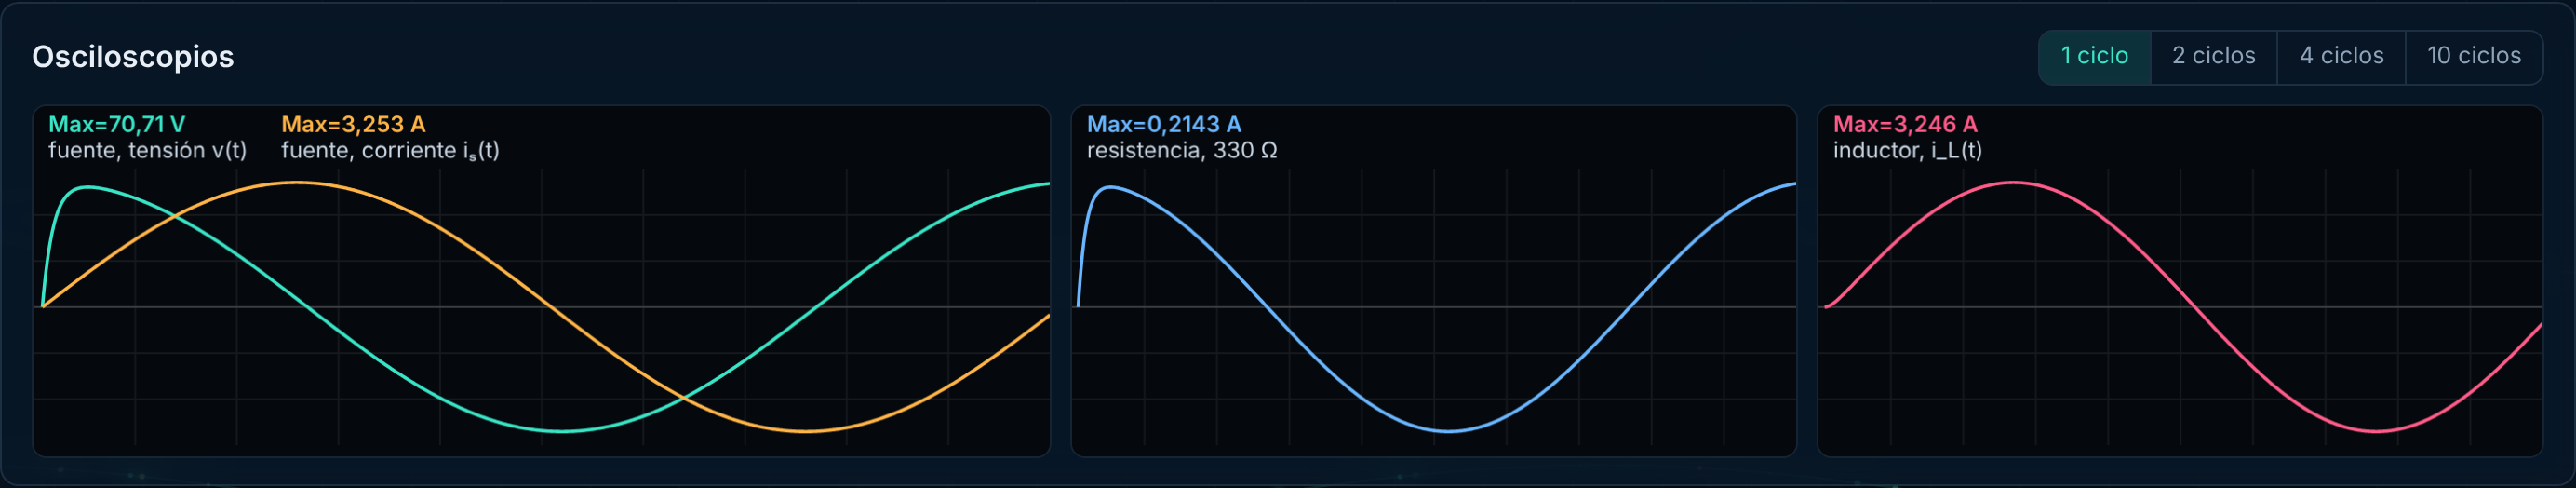 Osciloscopios
1 ciclo
2 ciclos
4 ciclos
10 ciclos
Max=70,71 V
fuente, tensión v(t)
Max=3,253 A
fuente, corriente iₛ(t)
Max=0,2143 A
resistencia, 330 Ω
Max=3,246 A
inductor, i_L(t)